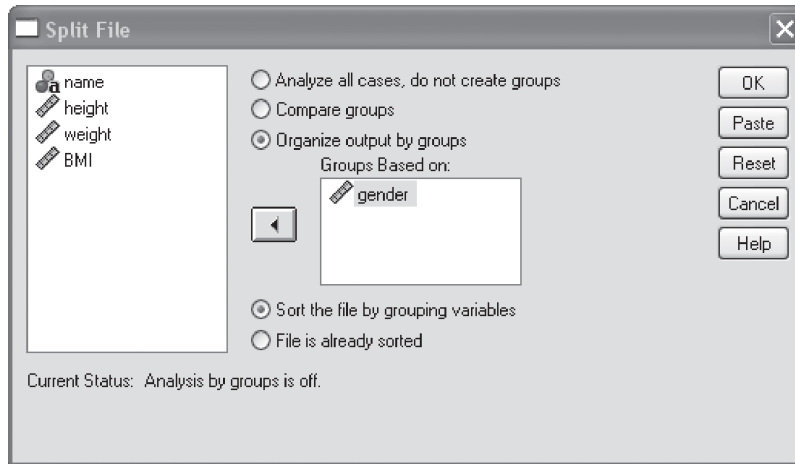 Split File
name
height
weight
BMI
Analyze all cases, do not create groups
Compare groups
Organize output by groups
Groups Based on:
gender
Sort the file by grouping variables
File is already sorted
OK
Paste
Reset
Cancel
Help
Current Status: Analysis by groups is off.